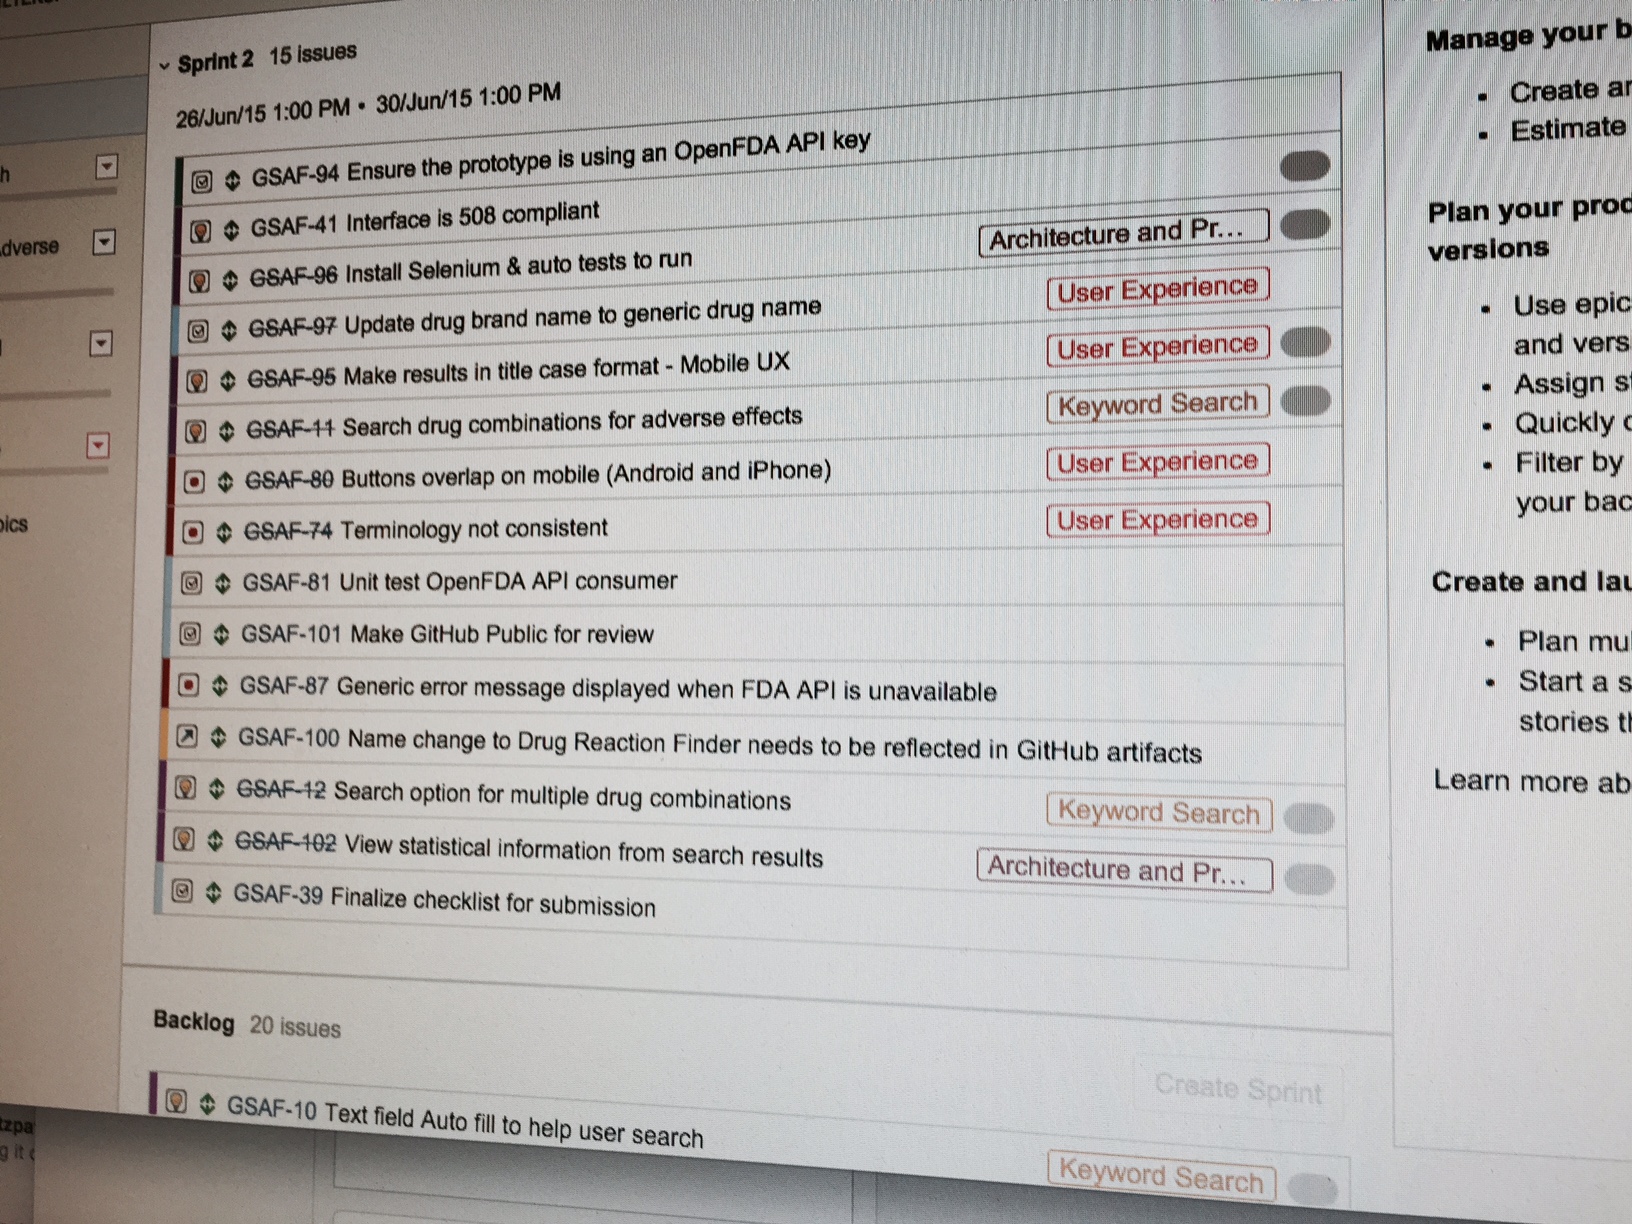 Sprint 2 15 issues
26/Jun/15 1:00 PM • 30/Jun/15 1:00 PM
GSAF-94 Ensure the prototype is using an OpenFDA API key
GSAF-41 Interface is 508 compliant
Architecture and Pr...
GSAF-96 Install Selenium & auto tests to run
User Experience
GSAF-97 Update drug brand name to generic drug name
User Experience
GSAF-95 Make results in title case format - Mobile UX
Keyword Search
GSAF-11 Search drug combinations for adverse effects
User Experience
GSAF-80 Buttons overlap on mobile (Android and iPhone)
User Experience
GSAF-74 Terminology not consistent
GSAF-81 Unit test OpenFDA API consumer
GSAF-101 Make GitHub Public for review
GSAF-87 Generic error message displayed when FDA API is unavailable
GSAF-100 Name change to Drug Reaction Finder needs to be reflected in GitHub artifacts
GSAF-12 Search option for multiple drug combinations
Keyword Search
GSAF-102 View statistical information from search results
Architecture and Pr...
GSAF-39 Finalize checklist for submission
Backlog 20 issues
Create Sprint
GSAF-10 Text field Auto fill to help user search
Keyword Search
Manage your b
• Create an
• Estimate
Plan your prod
versions
• Use epic
and vers
• Assign st
• Quickly
• Filter by
your bac
Create and lau
• Plan mul
• Start a s
stories th
Learn more ab
dverse
pics